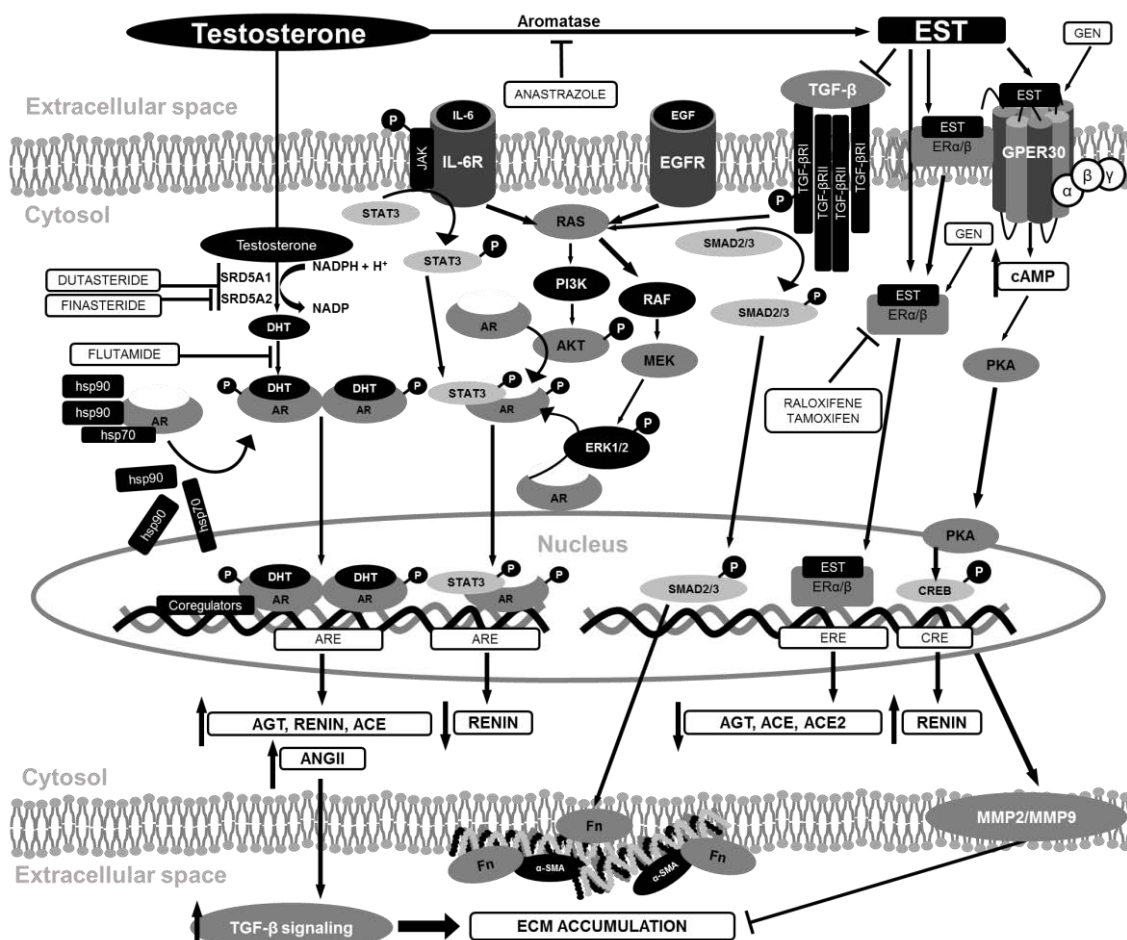 Testosterone
Aromatase
EST
GEN
ANASTRAZOLE
Extracellular space
TGF-β
EST
IL-6
EGF
P
JAK
IL-6R
EGFR
TGF-βRI
TGF-βRII
TGF-βRII
TGF-βRI
EST
ERα/β
GPER30
α
β
γ
Cytosol
P
STAT3
RAS
SMAD2/3
GEN
Testosterone
STAT3
P
NADPH + H⁺
DUTASTERIDE
SRD5A1
FINASTERIDE
SRD5A2
NADP
PI3K
RAF
cAMP
EST
ERα/β
SMAD2/3
P
DHT
AR
AKT
P
MEK
FLUTAMIDE
PKA
hsp90
hsp90
hsp70
AR
P
DHT
AR
DHT
AR
P
STAT3
P
AR
P
RALOXIFENE
TAMOXIFEN
ERK1/2
P
AR
hsp90
hsp90
hsp70
Nucleus
PKA
P
DHT
AR
DHT
AR
P
STAT3
P
AR
P
SMAD2/3
P
EST
ERα/β
CREB
P
Coregulators
ARE
ARE
ERE
CRE
AGT, RENIN, ACE
RENIN
AGT, ACE, ACE2
RENIN
ANGII
Cytosol
Fn
MMP2/MMP9
Fn
α-SMA
α-SMA
Fn
Extracellular space
TGF-β signaling
ECM ACCUMULATION